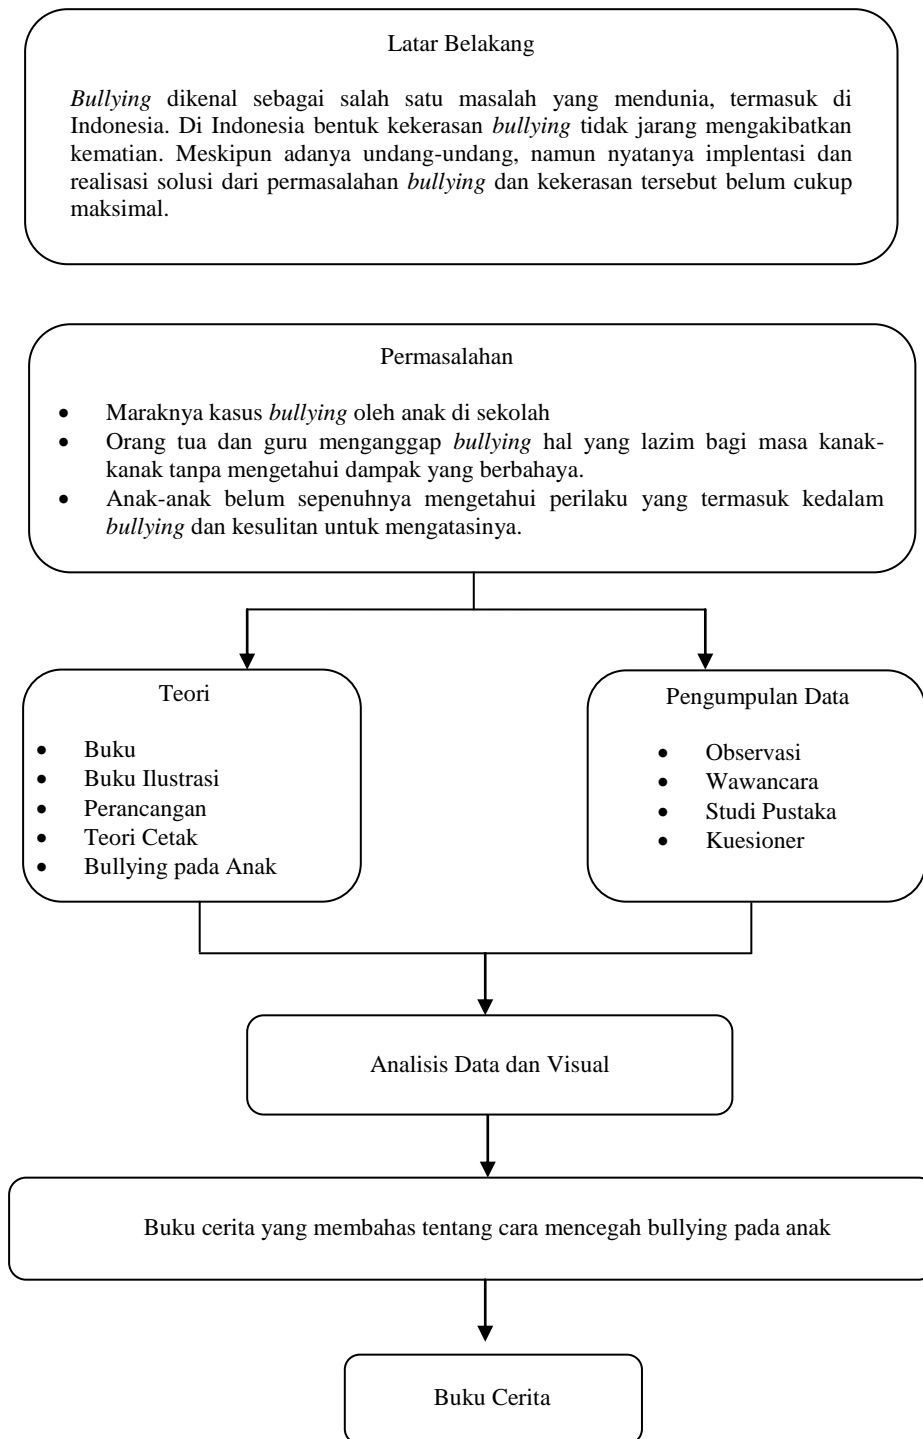 Latar Belakang
Bullying dikenal sebagai salah satu masalah yang mendunia, termasuk di
Indonesia. Di Indonesia bentuk kekerasan bullying tidak jarang mengakibatkan
kematian. Meskipun adanya undang-undang, namun nyatanya implentasi dan
realisasi solusi dari permasalahan bullying dan kekerasan tersebut belum cukup
maksimal.
Permasalahan
• Maraknya kasus bullying oleh anak di sekolah
• Orang tua dan guru menganggap bullying hal yang lazim bagi masa kanak-
kanak tanpa mengetahui dampak yang berbahaya.
• Anak-anak belum sepenuhnya mengetahui perilaku yang termasuk kedalam
bullying dan kesulitan untuk mengatasinya.
Teori
• Buku
• Buku Ilustrasi
• Perancangan
• Teori Cetak
• Bullying pada Anak
Pengumpulan Data
• Observasi
• Wawancara
• Studi Pustaka
• Kuesioner
Analisis Data dan Visual
Buku cerita yang membahas tentang cara mencegah bullying pada anak
Buku Cerita